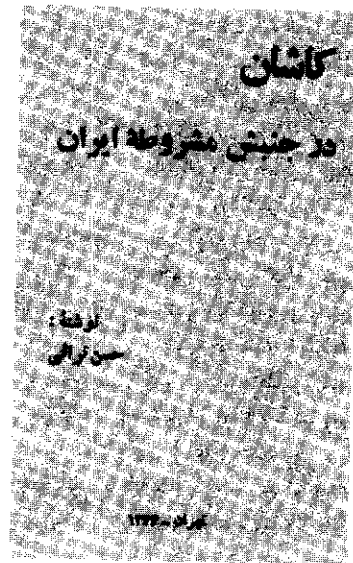 کاشان
در جنبش مشروطهٔ ایران
نوشتهٔ:
حسن نراقی
تهران